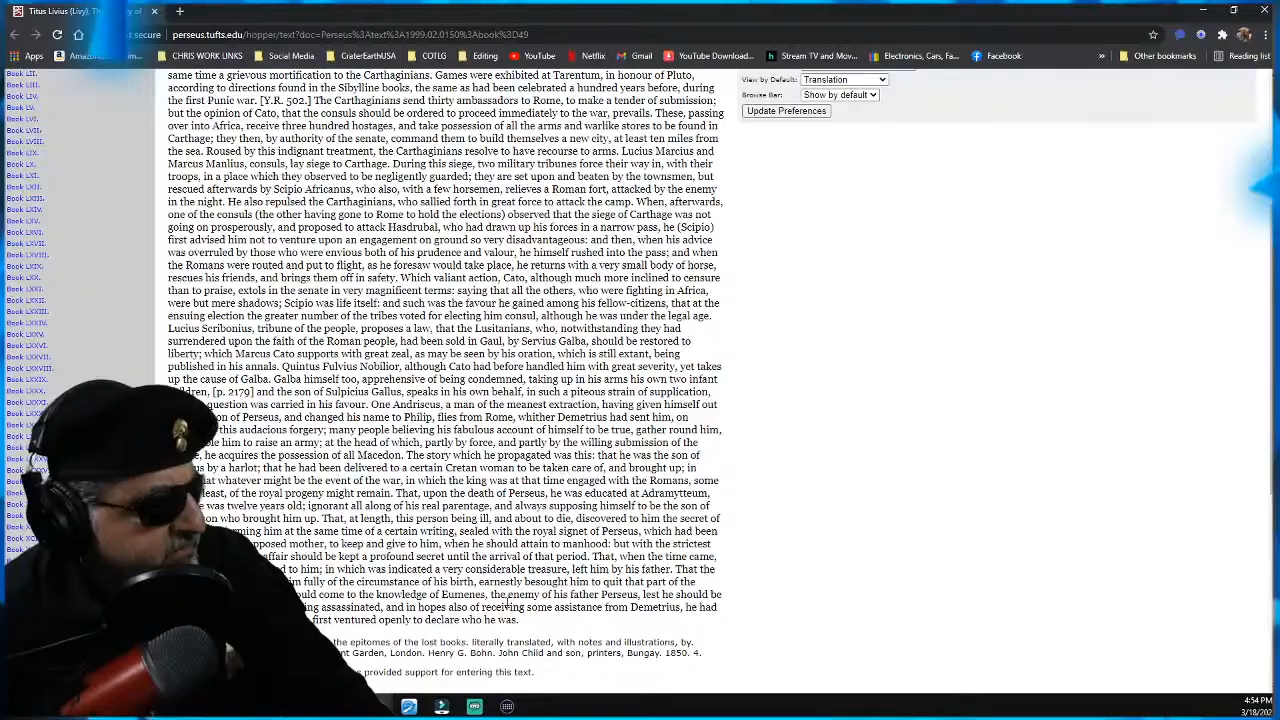 Titus Livius (Livy), The
perseus.tufts.edu/hopper/text?doc=Perseus%3Atext%3A1999.02.0150%3Abook%3D49
Apps
CHRIS WORK LINKS
Social Media
CraterEarthUSA
COTLG
Editing
YouTube
Netflix
Gmail
YouTube Download...
Stream TV and Mov...
Electronics, Cars, Fa...
Facebook
»
Other bookmarks
Reading list
Book LII.
Book LIII.
Book LIV.
Book LV.
Book LVI.
Book LVII.
Book LVIII.
Book LIX.
Book LX.
Book LXI.
Book LXII.
Book LXIII.
Book LXIV.
Book LXV.
Book LXVI.
Book LXVII.
Book LXVIII.
Book LXIX.
Book LXX.
Book LXXI.
Book LXXII.
Book LXXIII.
Book LXXIV.
Book LXXV.
Book LXXVI.
Book LXXVII.
Book LXXVIII.
Book LXXIX.
same time a grievous mortification to the Carthaginians. Games were exhibited at Tarentum, in honour of Pluto,
according to directions found in the Sibylline books, the same as had been celebrated a hundred years before, during
the first Punic war. [Y.R. 502.] The Carthaginians send thirty ambassadors to Rome, to make a tender of submission;
but the opinion of Cato, that the consuls should be ordered to proceed immediately to the war, prevails. These, passing
over into Africa, receive three hundred hostages, and take possession of all the arms and warlike stores to be found in
Carthage; they then, by authority of the senate, command them to build themselves a new city, at least ten miles from
the sea. Roused by this indignant treatment, the Carthaginians resolve to have recourse to arms. Lucius Marcius and
Marcus Manlius, consuls, lay siege to Carthage. During this siege, two military tribunes force their way in, with their
troops, in a place which they observed to be negligently guarded; they are set upon and beaten by the townsmen, but
rescued afterwards by Scipio Africanus, who also, with a few horsemen, relieves a Roman fort, attacked by the enemy
in the night. He also repulsed the Carthaginians, who sallied forth in great force to attack the camp. When, afterwards,
one of the consuls (the other having gone to Rome to hold the elections) observed that the siege of Carthage was not
going on prosperously, and proposed to attack Hasdrubal, who had drawn up his forces in a narrow pass, he (Scipio)
first advised him not to venture upon an engagement on ground so very disadvantageous: and then, when his advice
was overruled by those who were envious both of his prudence and valour, he himself rushed into the pass; and when
the Romans were routed and put to flight, as he foresaw would take place, he returns with a very small body of horse,
rescues his friends, and brings them off in safety. Which valiant action, Cato, although much more inclined to censure
than to praise, extols in the senate in very magnificent terms: saying that all the others, who were fighting in Africa,
were but mere shadows; Scipio was life itself: and such was the favour he gained among his fellow-citizens, that at the
ensuing election the greater number of the tribes voted for electing him consul, although he was under the legal age.
Lucius Scribonius, tribune of the people, proposes a law, that the Lusitanians, who, notwithstanding they had
surrendered upon the faith of the Roman people, had been sold in Gaul, by Servius Galba, should be restored to
liberty; which Marcus Cato supports with great zeal, as may be seen by his oration, which is still extant, being
published in his annals. Quintus Fulvius Nobilior, although Cato had before handled him with great severity, yet takes
up the cause of Galba. Galba himself too, apprehensive of being condemned, taking up in his arms his own two infant
children, [p. 2179] and the son of Sulpicius Gallus, speaks in his own behalf, in such a piteous strain of supplication,
question was carried in his favour. One Andriscus, a man of the meanest extraction, having given himself out
on of Perseus, and changed his name to Philip, flies from Rome, whither Demetrius had sent him, on
this audacious forgery; many people believing his fabulous account of himself to be true, gather round him,
ble him to raise an army; at the head of which, partly by force, and partly by the willing submission of the
he acquires the possession of all Macedon. The story which he propagated was this: that he was the son of
us by a harlot; that he had been delivered to a certain Cretan woman to be taken care of, and brought up; in
at whatever might be the event of the war, in which the king was at that time engaged with the Romans, some
least, of the royal progeny might remain. That, upon the death of Perseus, he was educated at Adramytteum,
was twelve years old; ignorant all along of his real parentage, and always supposing himself to be the son of
on who brought him up. That, at length, this person being ill, and about to die, discovered to him the secret of
rming him at the same time of a certain writing, sealed with the royal signet of Perseus, which had been
pposed mother, to keep and give to him, when he should attain to manhood: but with the strictest
affair should be kept a profound secret until the arrival of that period. That, when the time came,
d to him; in which was indicated a very considerable treasure, left him by his father. That the
m fully of the circumstance of his birth, earnestly besought him to quit that part of the
ould come to the knowledge of Eumenes, the enemy of his father Perseus, lest he should be
ing assassinated, and in hopes also of receiving some assistance from Demetrius, he had
first ventured openly to declare who he was.
the epitomes of the lost books. literally translated, with notes and illustrations, by.
nt Garden, London. Henry G. Bohn. John Child and son, printers, Bungay. 1850. 4.
provided support for entering this text.
View by Default:
Translation
Browse Bar:
Show by default
Update Preferences
4:54 PM